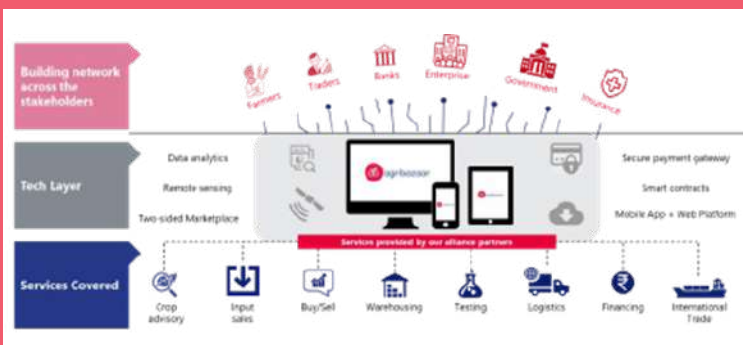 Building network
across the
stakeholders
Farmers
Traders
Banks
Enterprise
Government
Insurance
Tech Layer
Data analytics
Remote sensing
Two-sided Marketplace
agribazaar
agribazaar
Secure payment gateway
Smart contracts
Mobile App + Web Platform
Services provided by our alliance partners
Services Covered
Crop
advisory
Input
sales
Buy/Sell
Warehousing
Testing
Logistics
Financing
International
Trade